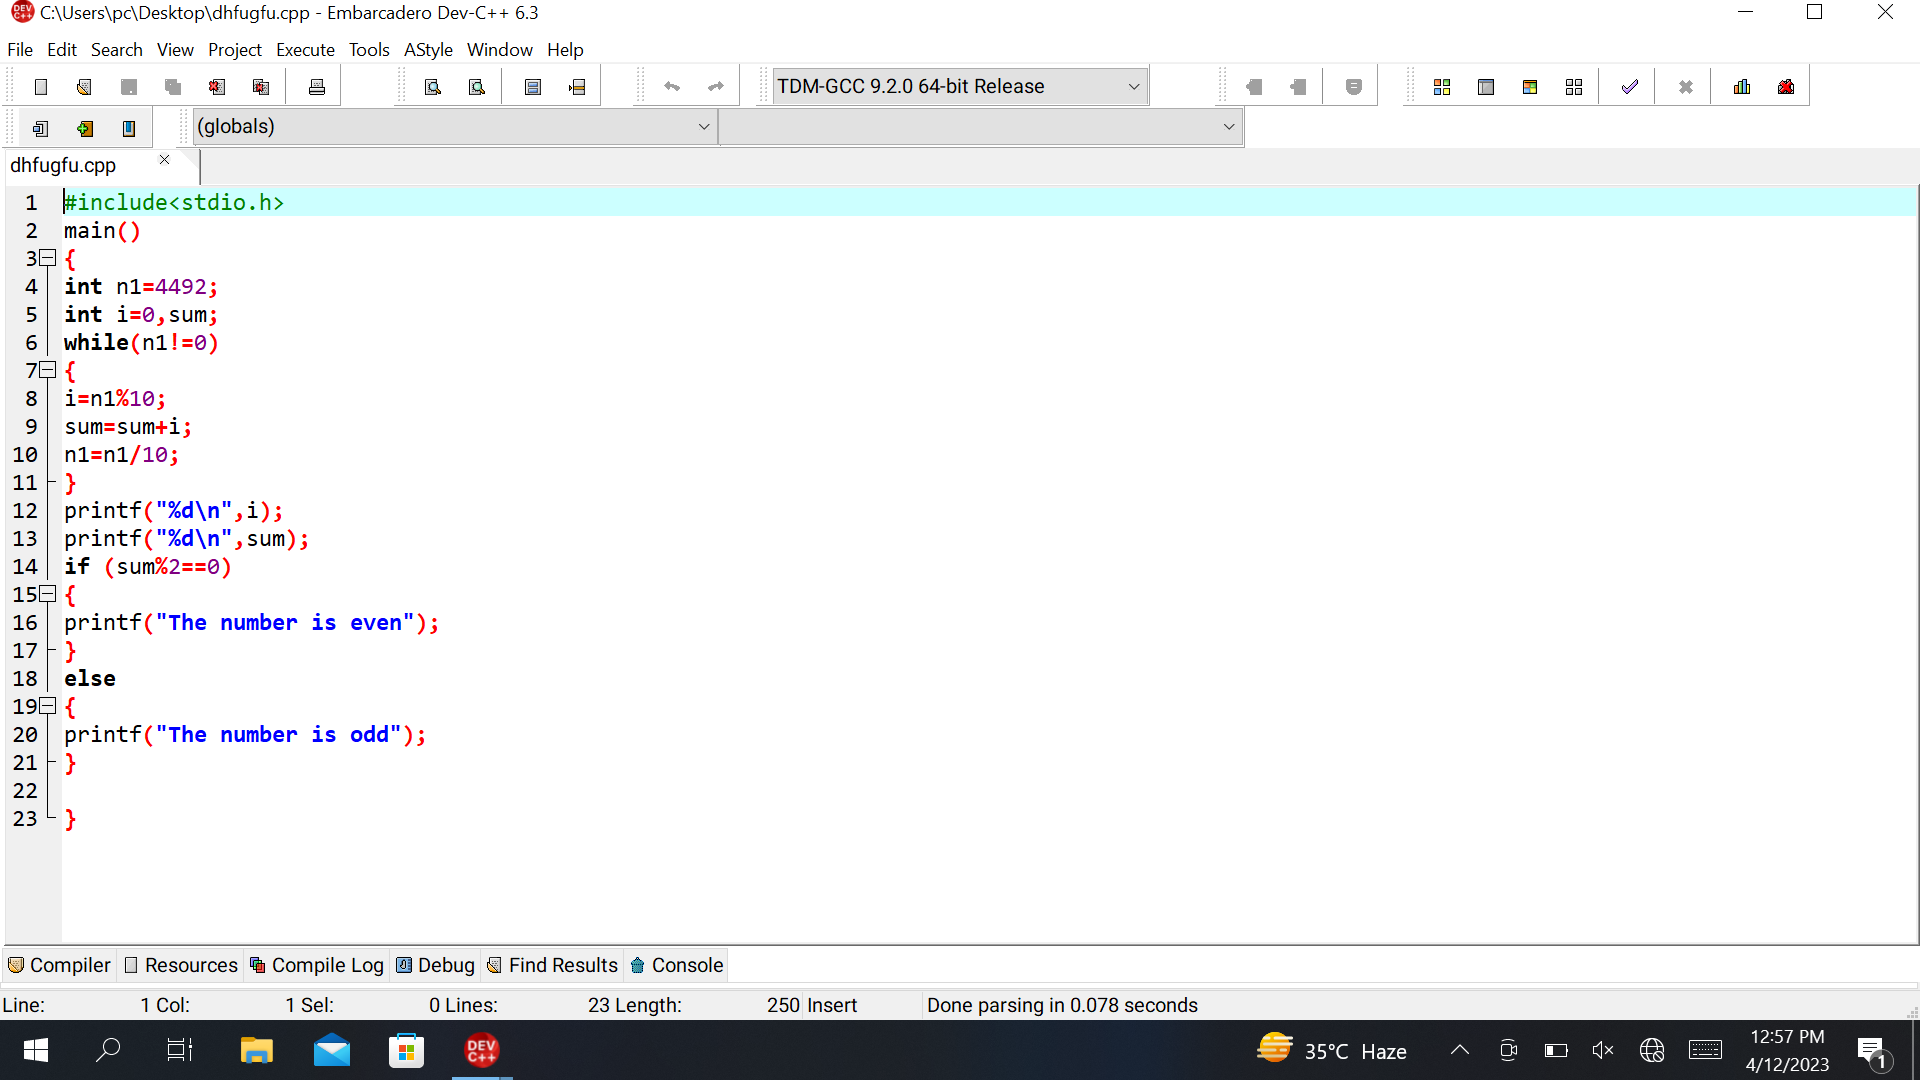 C:\Users\pc\Desktop\dhfugfu.cpp - Embarcadero Dev-C++ 6.3
File Edit Search View Project Execute Tools AStyle Window Help
TDM-GCC 9.2.0 64-bit Release
(globals)
dhfugfu.cpp
1 #include<stdio.h>
2 main()
3 {
4 int n1=4492;
5 int i=0,sum;
6 while(n1!=0)
7 {
8 i=n1%10;
9 sum=sum+i;
10 n1=n1/10;
11 }
12 printf("%d\n",i);
13 printf("%d\n",sum);
14 if (sum%2==0)
15 {
16 printf("The number is even");
17 }
18 else
19 {
20 printf("The number is odd");
21 }
22
23 }
Compiler Resources Compile Log Debug Find Results Console
Line: 1 Col: 1 Sel: 0 Lines: 23 Length: 250 Insert Done parsing in 0.078 seconds
DEV C++
35°C Haze
12:57 PM
4/12/2023
1